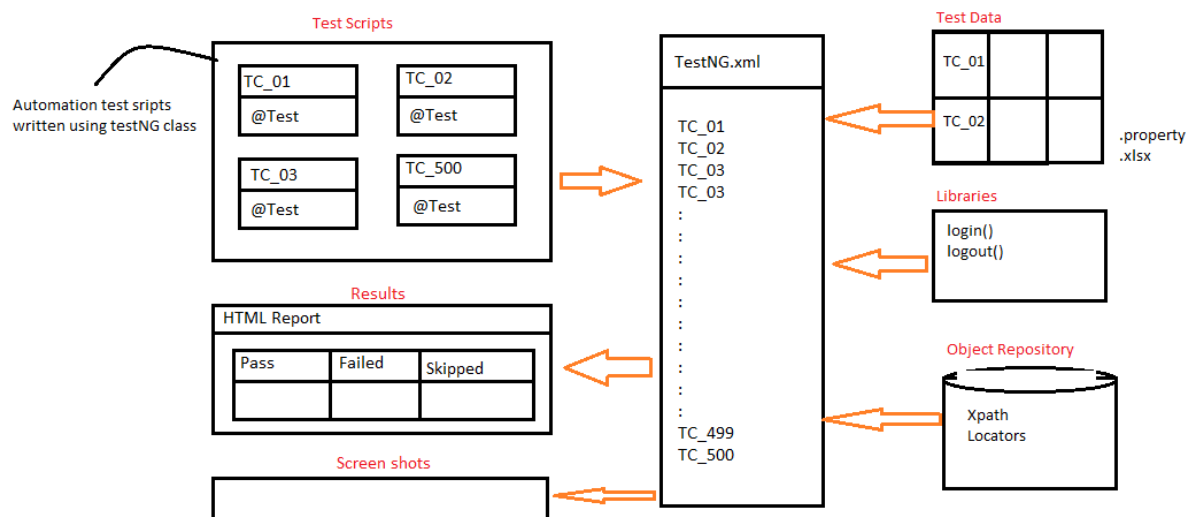 Test Scripts
Automation test sripts
written using testNG class
TC_01
@Test
TC_02
@Test
TC_03
@Test
TC_500
@Test
Results
HTML Report
Pass
Failed
Skipped
Screen shots
TestNG.xml
TC_01
TC_02
TC_03
TC_03
:
:
:
:
:
:
:
:
:
:
TC_499
TC_500
Test Data
TC_01
TC_02
.property
.xlsx
Libraries
login()
logout()
Object Repository
Xpath
Locators